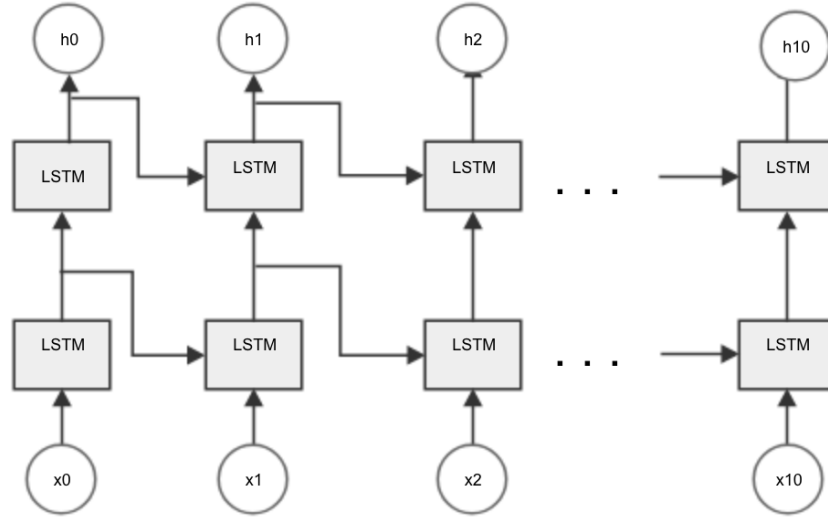 h0 h1 h2 h10
LSTM LSTM LSTM . . . LSTM
LSTM LSTM LSTM . . . LSTM
x0 x1 x2 x10